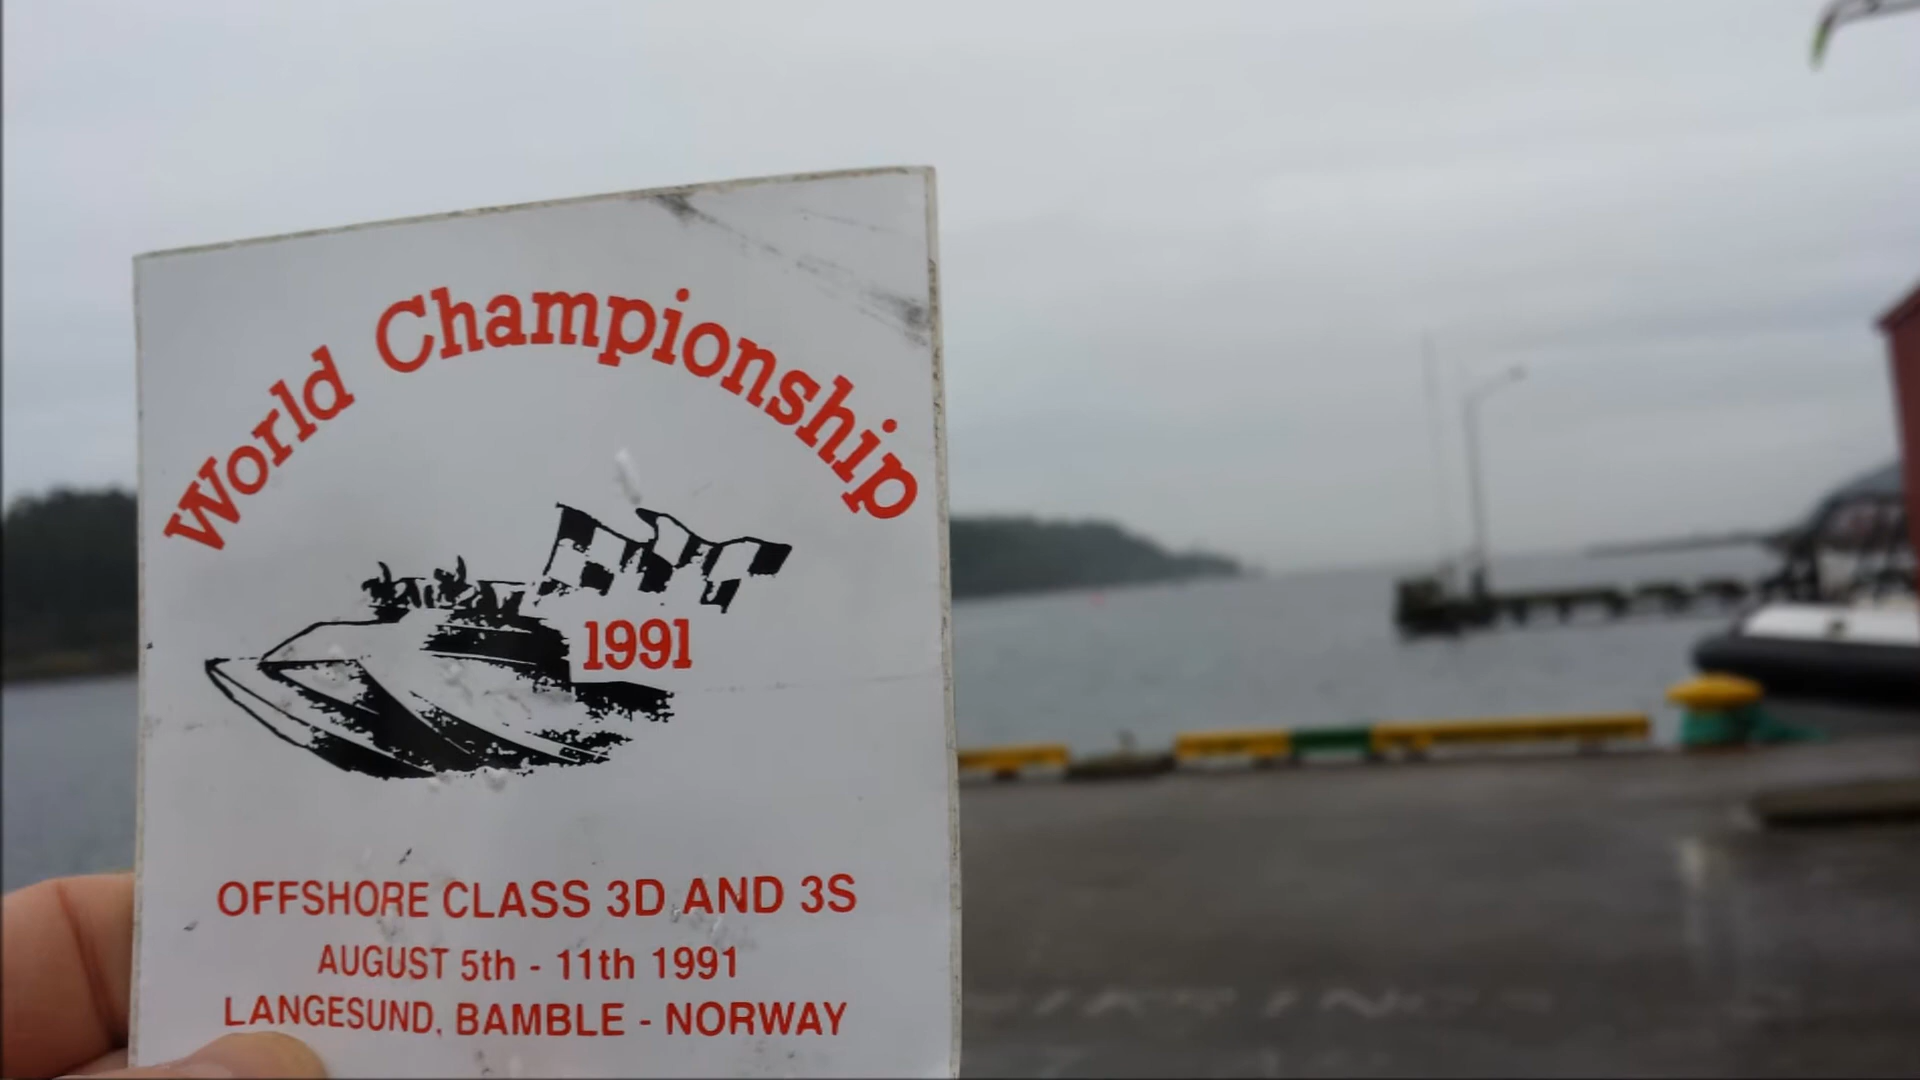 World Championship
1991
OFFSHORE CLASS 3D AND 3S
AUGUST 5th - 11th 1991
LANGESUND, BAMBLE - NORWAY